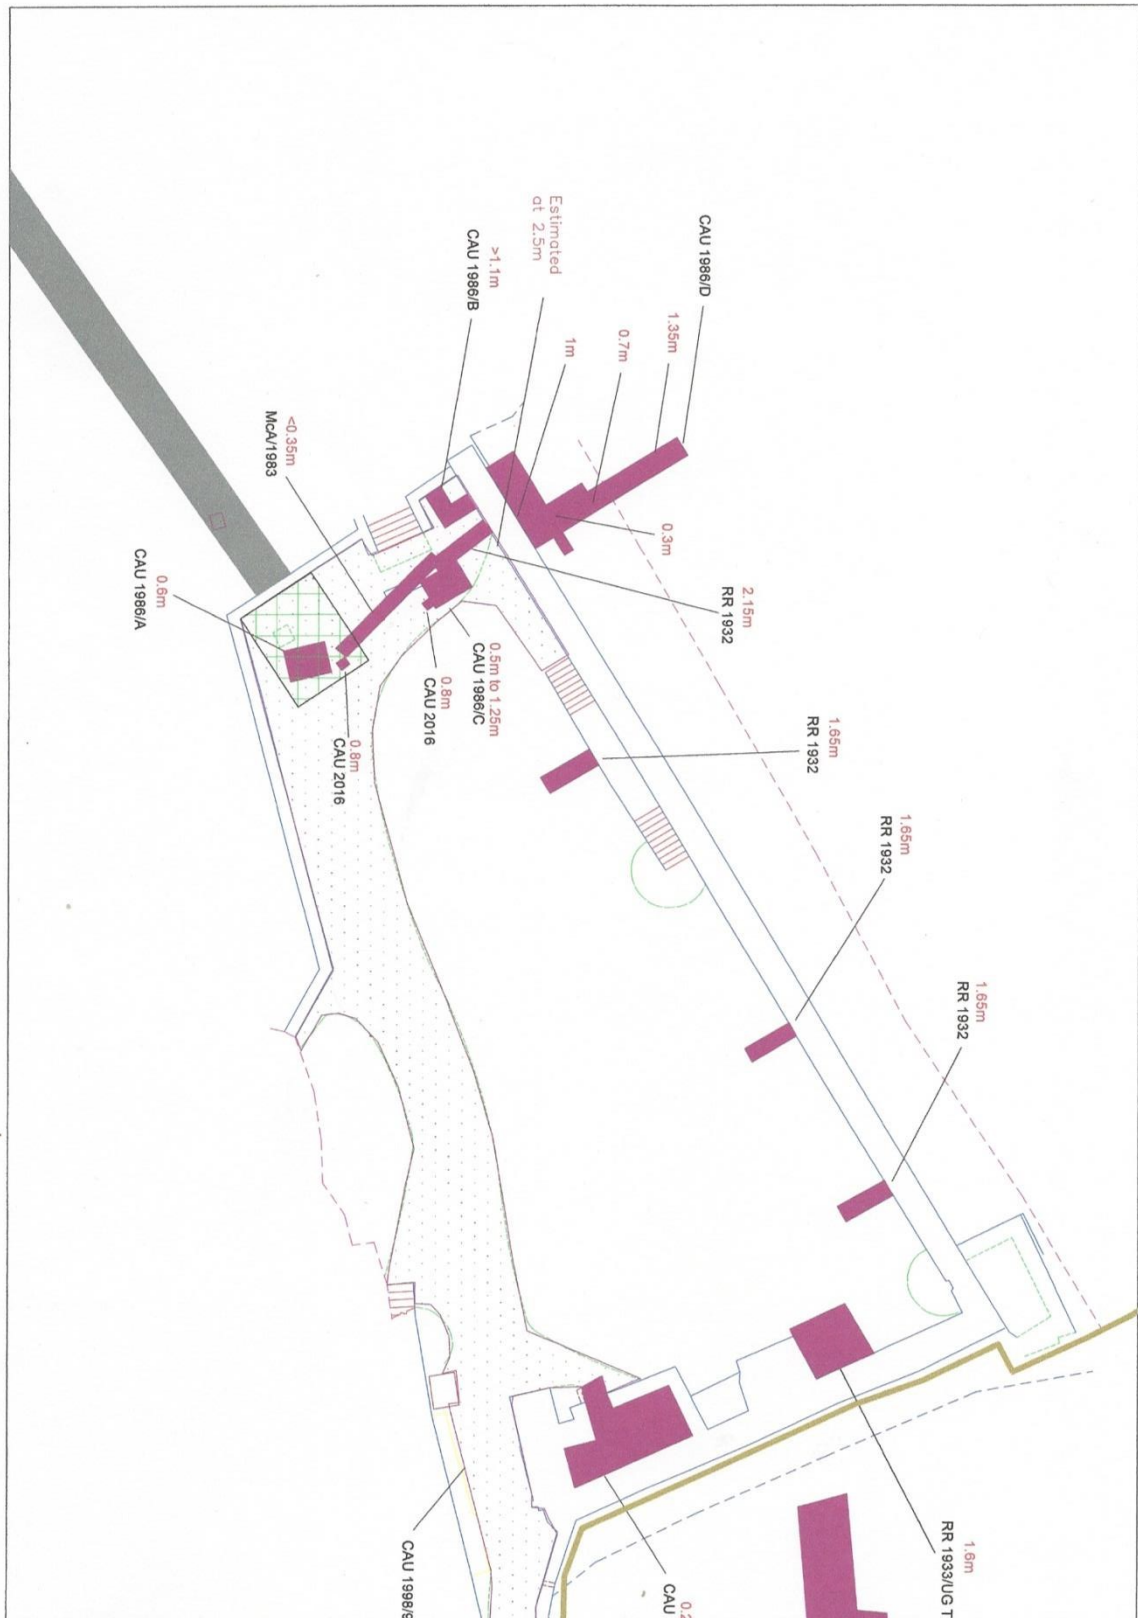 CAU 1986/D
1.35m
0.7m
1m
Estimated
at 2.5m
>1.1m
CAU 1986/B
0.3m
2.15m
RR 1932
<0.35m
McA/1983
0.5m to 1.25m
CAU 1986/C
0.8m
CAU 2016
0.6m
CAU 1986/A
0.8m
CAU 2016
1.65m
RR 1932
1.65m
RR 1932
1.65m
RR 1932
1.6m
RR 1933/UG T
0.2
CAU
CAU 1998/9